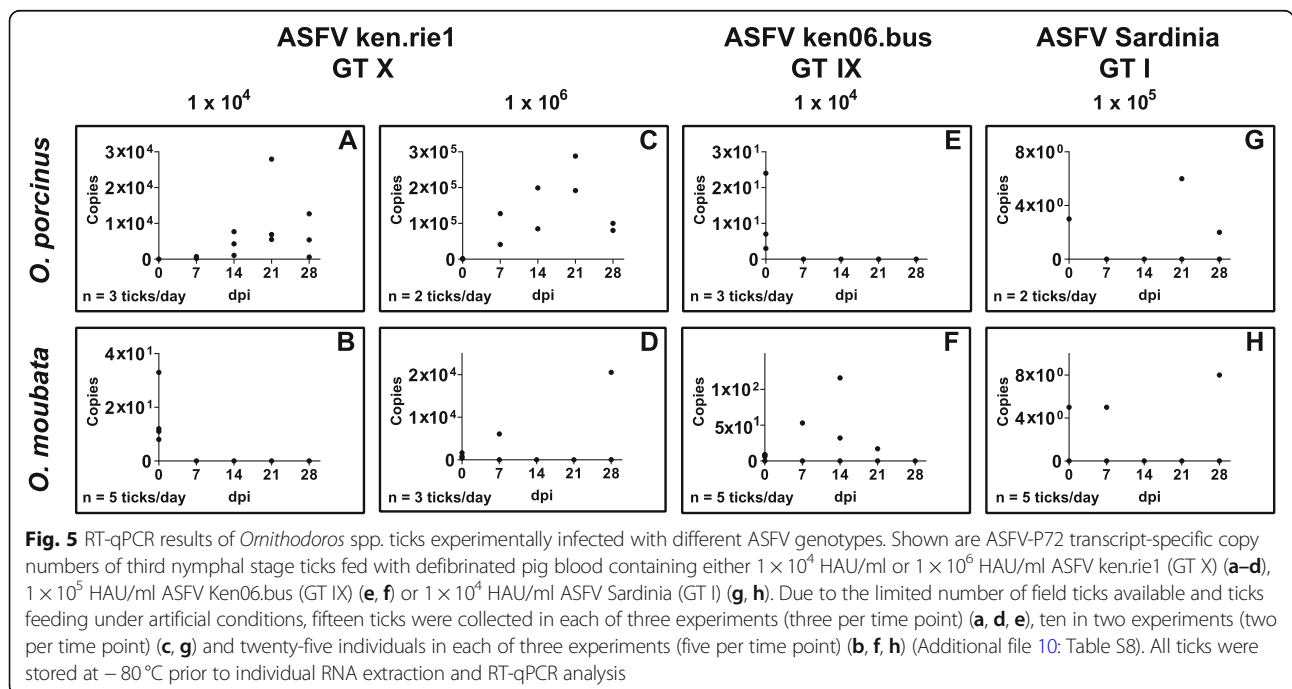 ASFV ken.rie1
GT X
ASFV ken06.bus
GT IX
ASFV Sardinia
GT I
1 x 10⁴
1 x 10⁶
1 x 10⁴
1 x 10⁵
O. porcinus
A
Copies
3x10⁴
2x10⁴
1x10⁴
0
0 7 14 21 28
n = 3 ticks/day dpi
C
Copies
3x10⁵
2x10⁵
1x10⁵
0
0 7 14 21 28
n = 2 ticks/day dpi
E
Copies
3x10¹
2x10¹
1x10¹
0
0 7 14 21 28
n = 3 ticks/day dpi
G
Copies
8x10⁰
4x10⁰
0
0 7 14 21 28
n = 2 ticks/day dpi
O. moubata
B
Copies
4x10¹
2x10¹
0
0 7 14 21 28
n = 5 ticks/day dpi
D
Copies
2x10⁴
1x10⁴
0
0 7 14 21 28
n = 3 ticks/day dpi
F
Copies
1x10²
5x10¹
0
0 7 14 21 28
n = 5 ticks/day dpi
H
Copies
8x10⁰
4x10⁰
0
0 7 14 21 28
n = 5 ticks/day dpi
Fig. 5 RT-qPCR results of Ornithodoros spp. ticks experimentally infected with different ASFV genotypes. Shown are ASFV-P72 transcript-specific copy
numbers of third nymphal stage ticks fed with defibrinated pig blood containing either 1 × 10⁴ HAU/ml or 1 × 10⁶ HAU/ml ASFV ken.rie1 (GT X) (a–d),
1 × 10⁵ HAU/ml ASFV Ken06.bus (GT IX) (e, f) or 1 × 10⁴ HAU/ml ASFV Sardinia (GT I) (g, h). Due to the limited number of field ticks available and ticks
feeding under artificial conditions, fifteen ticks were collected in each of three experiments (three per time point) (a, d, e), ten in two experiments (two
per time point) (c, g) and twenty-five individuals in each of three experiments (five per time point) (b, f, h) (Additional file 10: Table S8). All ticks were
stored at − 80 °C prior to individual RNA extraction and RT-qPCR analysis